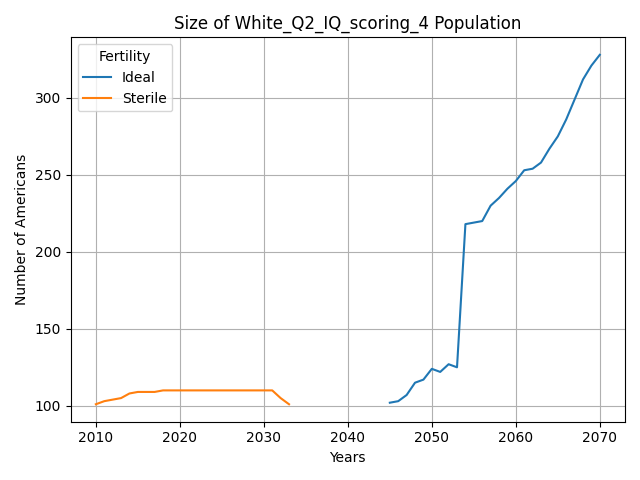 Size of White_Q2_IQ_scoring_4 Population
Fertility
Ideal
Sterile
Number of Americans
300
250
200
150
100
2010 2020 2030 2040 2050 2060 2070
Years